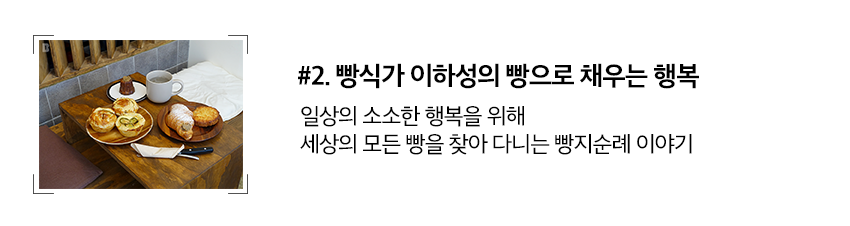 #2. 빵식가 이하성의 빵으로 채우는 행복
일상의 소소한 행복을 위해
세상의 모든 빵을 찾아 다니는 빵지순례 이야기